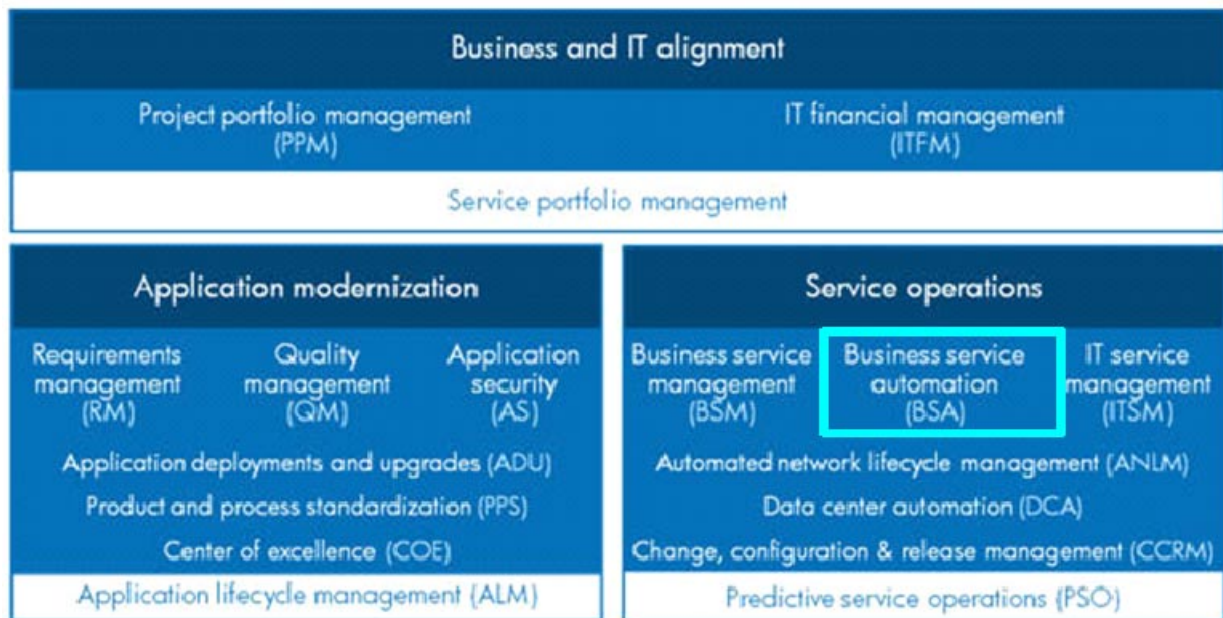 Business and IT alignment
Project portfolio management
(PPM)
IT financial management
(ITFM)
Service portfolio management
Application modernization
Requirements
management
(RM)
Quality
management
(QM)
Application
security
(AS)
Application deployments and upgrades (ADU)
Product and process standardization (PPS)
Center of excellence (COE)
Application lifecycle management (ALM)
Service operations
Business service
management
(BSM)
Business service
automation
(BSA)
IT service
management
(ITSM)
Automated network lifecycle management (ANLM)
Data center automation (DCA)
Change, configuration & release management (CCRM)
Predictive service operations (PSO)